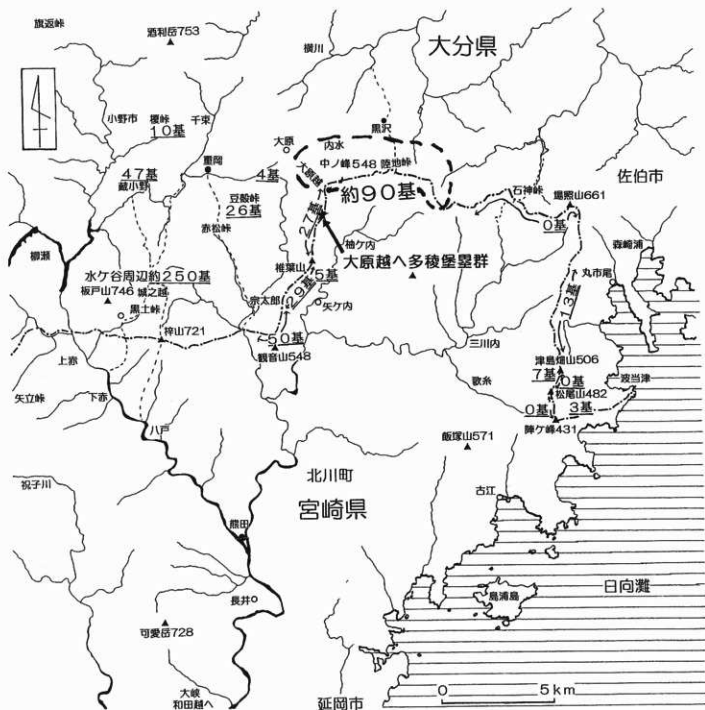 旗返峠
酒利岳753
横川
大分県
小野市
榎峠
10基
千束
大原
内水
黒沢
中ノ峰548
陸地峠
大原越
47基
蔵小野
重岡
4基
豆殻峠
26基
赤松峠
約90基
27基
石神峠
場照山661
佐伯市
0基
大原越へ多稜堡塁群
袖ケ内
森崎浦
丸市尾
柳瀬
水ケ谷周辺約250基
板戸山746
城之越
黒土峠
椎葉山
5基
29基
矢ケ内
宗太郎
13基
梓山721
50基
観音山548
三川内
歌糸
津島畑山506
7基
0基
松尾山482
波当津
0基
3基
陣ケ峰431
上赤
矢立峠
下赤
八戸
飯塚山571
祝子川
北川町
宮崎県
古江
熊田
日向灘
島浦島
長井
可愛岳728
大峡
和田越へ
延岡市
0
5km